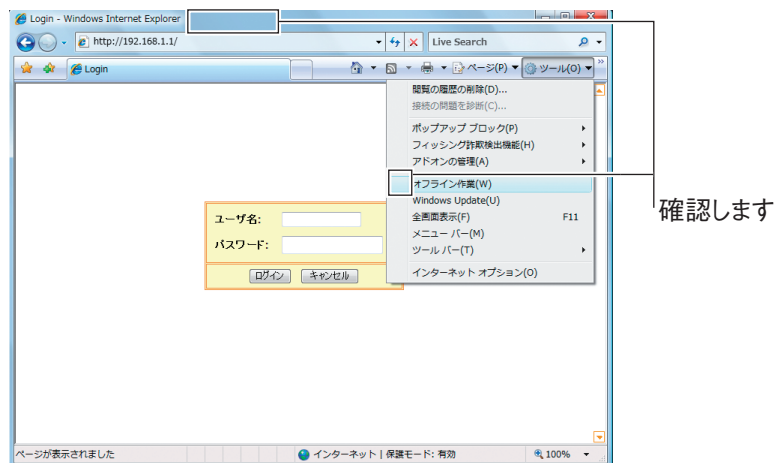 Login - Windows Internet Explorer
http://192.168.1.1/
Live Search
Login
ページ(P)
ツール(O)
閲覧の履歴の削除(D)...
接続の問題を診断(C)...
ポップアップ ブロック(P)
フィッシング詐欺検出機能(H)
アドオンの管理(A)
オフライン作業(W)
Windows Update(U)
全画面表示(F) F11
メニュー バー(M)
ツール バー(T)
インターネット オプション(O)
確認します
ユーザ名:
パスワード:
ログイン キャンセル
ページが表示されました
インターネット | 保護モード: 有効
100%